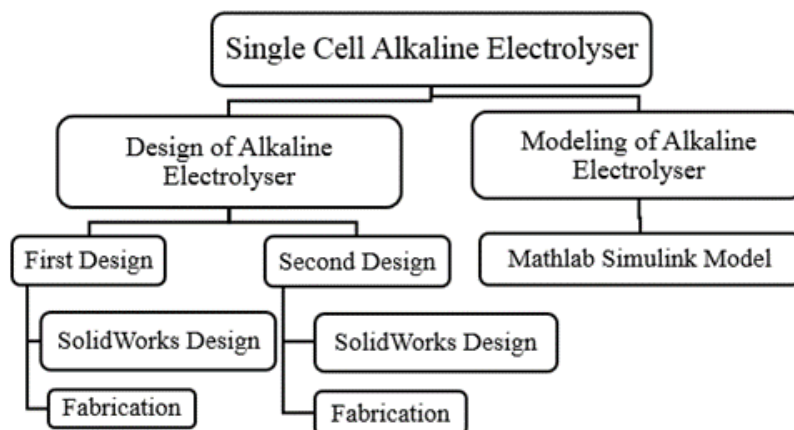 Single Cell Alkaline Electrolyser
Design of Alkaline
Electrolyser
Modeling of Alkaline
Electrolyser
First Design
Second Design
Mathlab Simulink Model
SolidWorks Design
SolidWorks Design
Fabrication
Fabrication